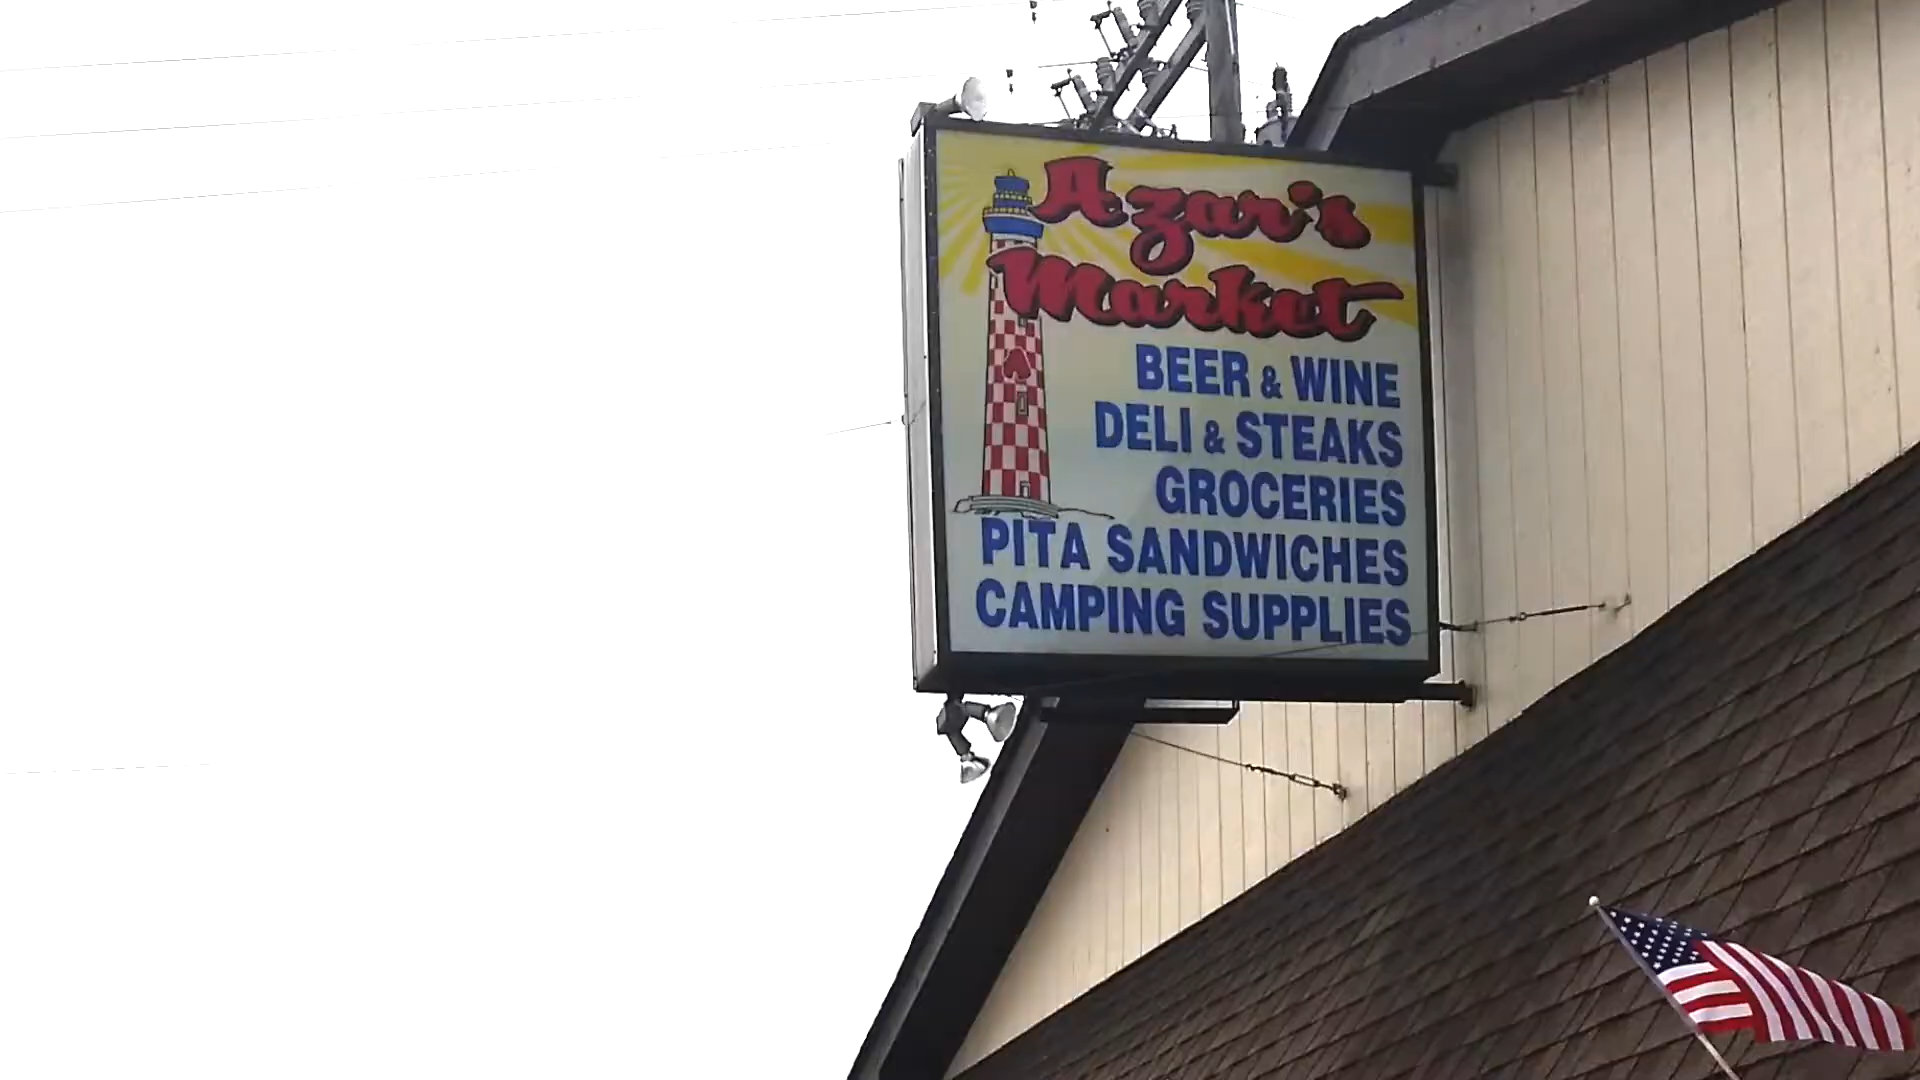 Azar's
Market
BEER & WINE
DELI & STEAKS
GROCERIES
PITA SANDWICHES
CAMPING SUPPLIES